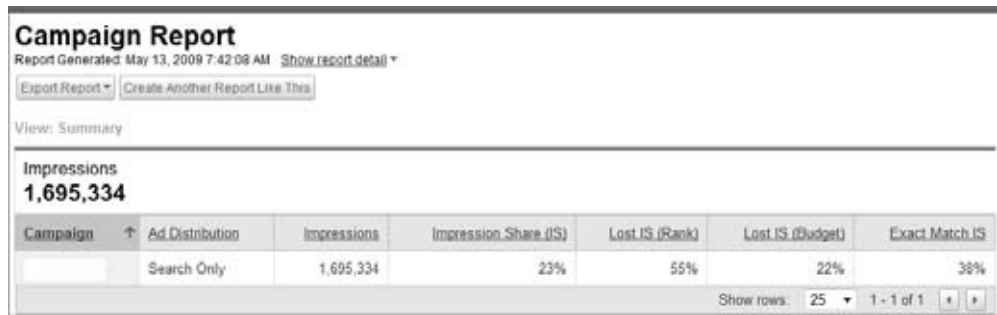 Campaign Report
Report Generated: May 13, 2009 7:42:08 AM Show report detail
Export Report Create Another Report Like This
View: Summary
Impressions
1,695,334
Campaign ↑ Ad Distribution Impressions Impression Share (IS) Lost IS (Rank) Lost IS (Budget) Exact Match IS
Search Only 1,695,334 23% 55% 22% 38%
Show rows: 25 1 - 1 of 1